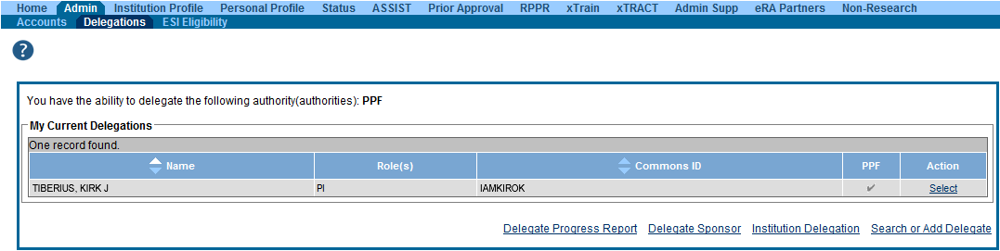 Home Admin Institution Profile Personal Profile Status ASSIST Prior Approval RPPR xTrain xTRACT Admin Supp eRA Partners Non-Research
Accounts Delegations ESI Eligibility
?
You have the ability to delegate the following authority(authorities): PPF
My Current Delegations
One record found.
Name Role(s) Commons ID PPF Action
TIBERIUS, KIRK J PI IAMKIROK ✔ Select
Delegate Progress Report Delegate Sponsor Institution Delegation Search or Add Delegate